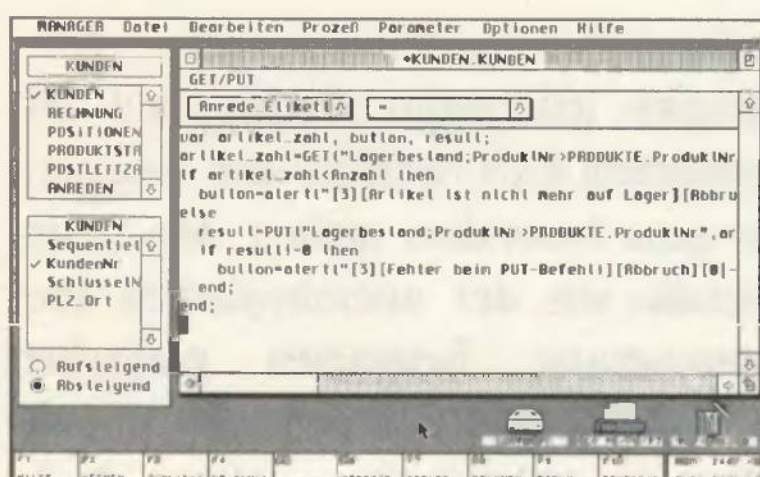 MANAGER Datei Bearbeiten Prozeß Parameter Optionen Hilfe
KUNDEN
KUNDEN
RECHNUNG
POSITIONEN
PRODUKTSTA
POSTLEITZA
ANREDEN
KUNDEN
Sequentiel
KundenNr
SchlusselN
PLZ_Ort
Aufsteigend
Absteigend
KUNDEN.KUNDEN
GET/PUT
Anrede_Etikett =
var artikel_zahl, button, result;
artikel_zahl=GET("Lagerbestand;ProduktNr>PRODUKTE.ProduktNr
if artikel_zahl<Anzahl then
button=alert("[3][Artikel ist nicht mehr auf Lager][Abbru
else
result=PUT("Lagerbestand;ProduktNr>PRODUKTE.ProduktNr",ar
if result!=0 then
button=alert("[3][Fehler beim PUT-Befehl!][Abbruch][0|-
end;
end;